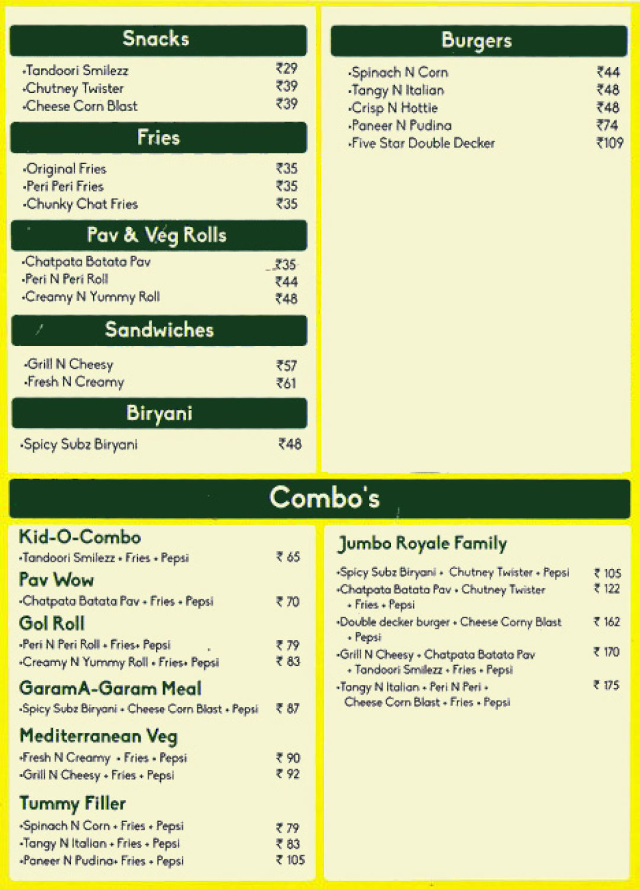 Snacks
•Tandoori Smilezz ₹29
•Chutney Twister ₹39
•Cheese Corn Blast ₹39
Fries
•Original Fries ₹35
•Peri Peri Fries ₹35
•Chunky Chat Fries ₹35
Pav & Veg Rolls
•Chatpata Batata Pav ₹35
•Peri N Peri Roll ₹44
•Creamy N Yummy Roll ₹48
Sandwiches
•Grill N Cheesy ₹57
•Fresh N Creamy ₹61
Biryani
•Spicy Subz Biryani ₹48
Burgers
•Spinach N Corn ₹44
•Tangy N Italian ₹48
•Crisp N Hottie ₹48
•Paneer N Pudina ₹74
•Five Star Double Decker ₹109
Combo's
Kid-O-Combo
•Tandoori Smilezz + Fries + Pepsi ₹ 65
Pav Wow
•Chatpata Batata Pav + Fries + Pepsi ₹ 70
Gol Roll
•Peri N Peri Roll + Fries+ Pepsi ₹ 79
•Creamy N Yummy Roll + Fries+ Pepsi ₹ 83
GaramA-Garam Meal
•Spicy Subz Biryani + Cheese Corn Blast + Pepsi ₹ 87
Mediterranean Veg
•Fresh N Creamy + Fries + Pepsi ₹ 90
•Grill N Cheesy + Fries + Pepsi ₹ 92
Tummy Filler
•Spinach N Corn + Fries + Pepsi ₹ 79
•Tangy N Italian + Fries + Pepsi ₹ 83
•Paneer N Pudina+ Fries + Pepsi ₹ 105
Jumbo Royale Family
•Spicy Subz Biryani + Chutney Twister + Pepsi ₹ 105
•Chatpata Batata Pav + Chutney Twister ₹ 122
+ Fries + Pepsi
•Double decker burger + Cheese Corny Blast ₹ 162
+ Pepsi
•Grill N Cheesy + Chatpata Batata Pav ₹ 170
+ Tandoori Smilezz + Fries + Pepsi
•Tangy N Italian + Peri N Peri + ₹ 175
Cheese Corn Blast + Fries + Pepsi